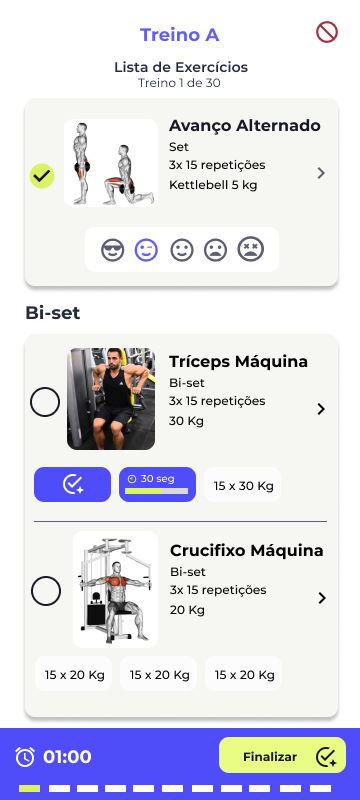 Treino A
Lista de Exercícios
Treino 1 de 30
Avanço Alternado
Set
3x 15 repetições
Kettlebell 5 kg
Bi-set
Tríceps Máquina
Bi-set
3x 15 repetições
30 Kg
30 seg
15 x 30 Kg
Crucifixo Máquina
Bi-set
3x 15 repetições
20 Kg
15 x 20 Kg
15 x 20 Kg
15 x 20 Kg
01:00
Finalizar